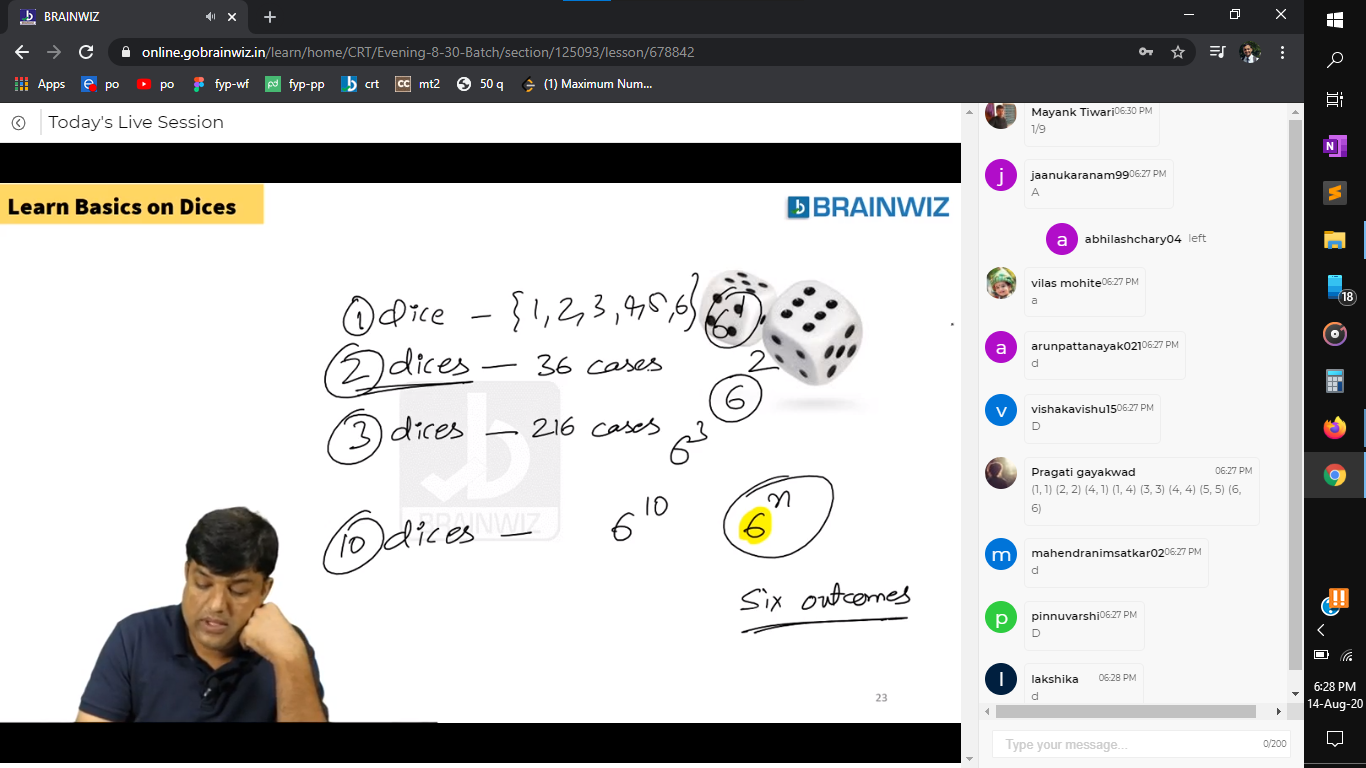 BRAINWIZ
online.gobrainwiz.in/learn/home/CRT/Evening-8-30-Batch/section/125093/lesson/678842
Apps po po fyp-wf fyp-pp crt mt2 50 q (1) Maximum Num...
Today's Live Session
Learn Basics on Dices
BRAINWIZ
1 dice - {1,2,3,4,5,6} 6^1
2 dices - 36 cases 6^2
3 dices - 216 cases 6^3
10 dices - 6^10 6^n
BRAINWIZ
Six outcomes
23
Mayank Tiwari 06:30 PM
1/9
j
jaanukaranam99 06:27 PM
A
a abhilashchary04 left
vilas mohite 06:27 PM
a
a
arunpattanayak021 06:27 PM
d
v
vishakavishu15 06:27 PM
D
Pragati gayakwad 06:27 PM
(1, 1) (2, 2) (4, 1) (1, 4) (3, 3) (4, 4) (5, 5) (6,
6)
m
mahendranimsatkar02 06:27 PM
d
p
pinnuvarshi 06:27 PM
D
l
lakshika 06:28 PM
d
Type your message... 0/200
18
6:28 PM
14-Aug-20